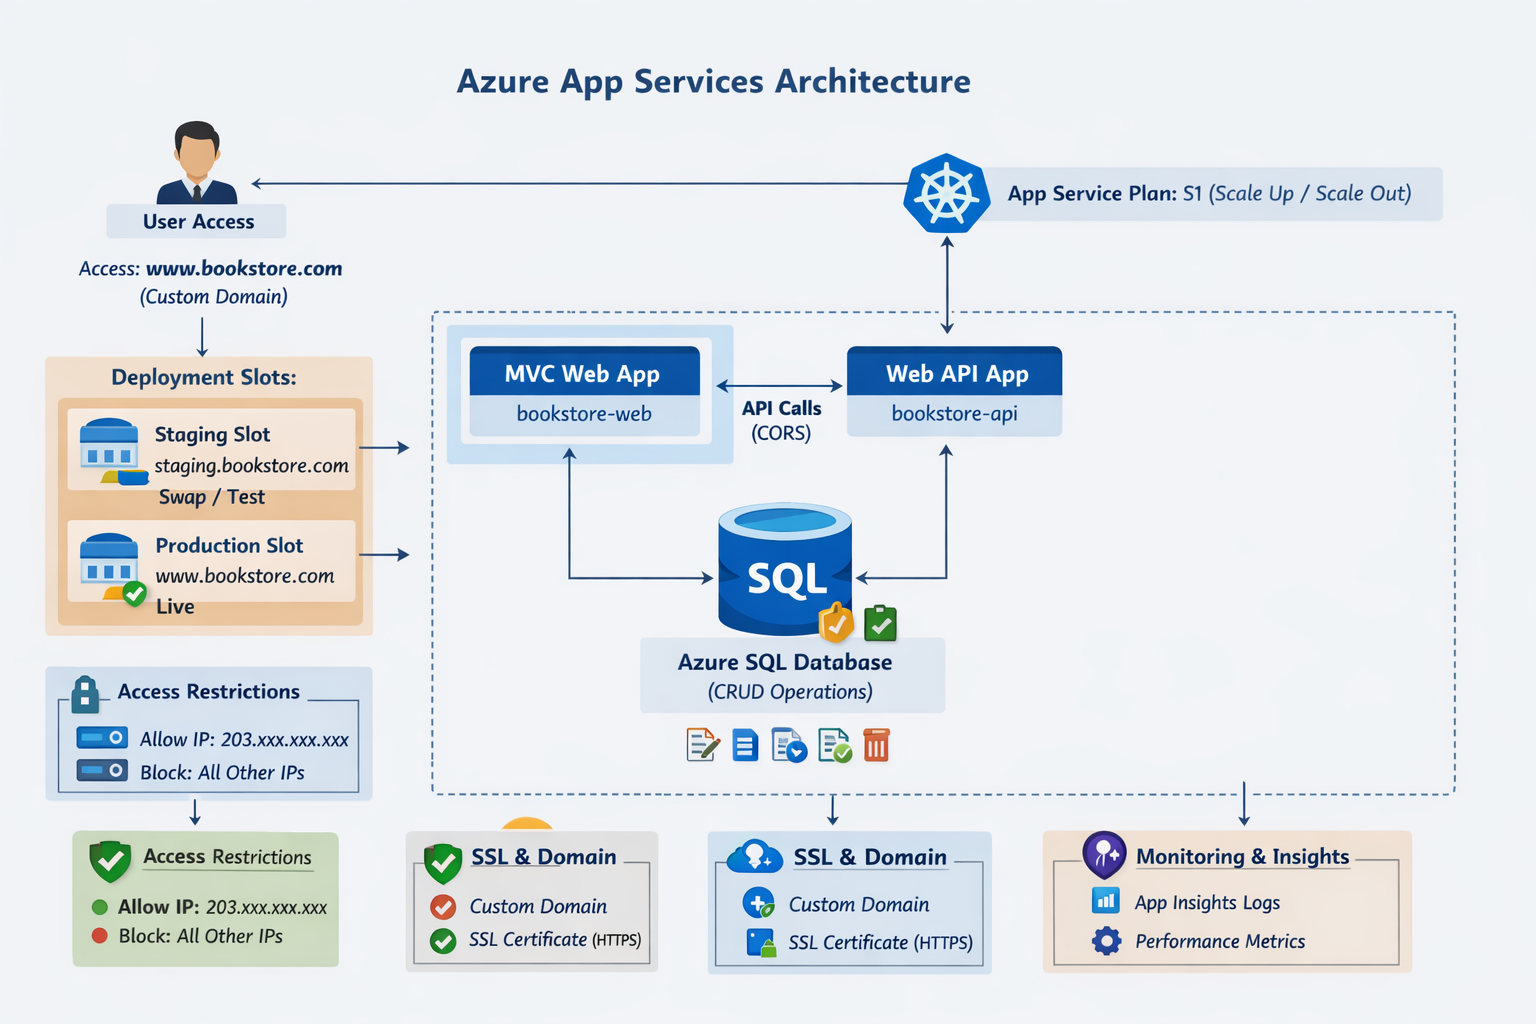 Azure App Services Architecture
User Access
Access: www.bookstore.com
(Custom Domain)
App Service Plan: S1 (Scale Up / Scale Out)
Deployment Slots:
Staging Slot
staging.bookstore.com
Swap / Test
Production Slot
www.bookstore.com
Live
MVC Web App
bookstore-web
API Calls
(CORS)
Web API App
bookstore-api
SQL
Azure SQL Database
(CRUD Operations)
Access Restrictions
Allow IP: 203.xxx.xxx.xxx
Block: All Other IPs
Access Restrictions
Allow IP: 203.xxx.xxx.xxx
Block: All Other IPs
SSL & Domain
Custom Domain
SSL Certificate (HTTPS)
SSL & Domain
Custom Domain
SSL Certificate (HTTPS)
Monitoring & Insights
App Insights Logs
Performance Metrics